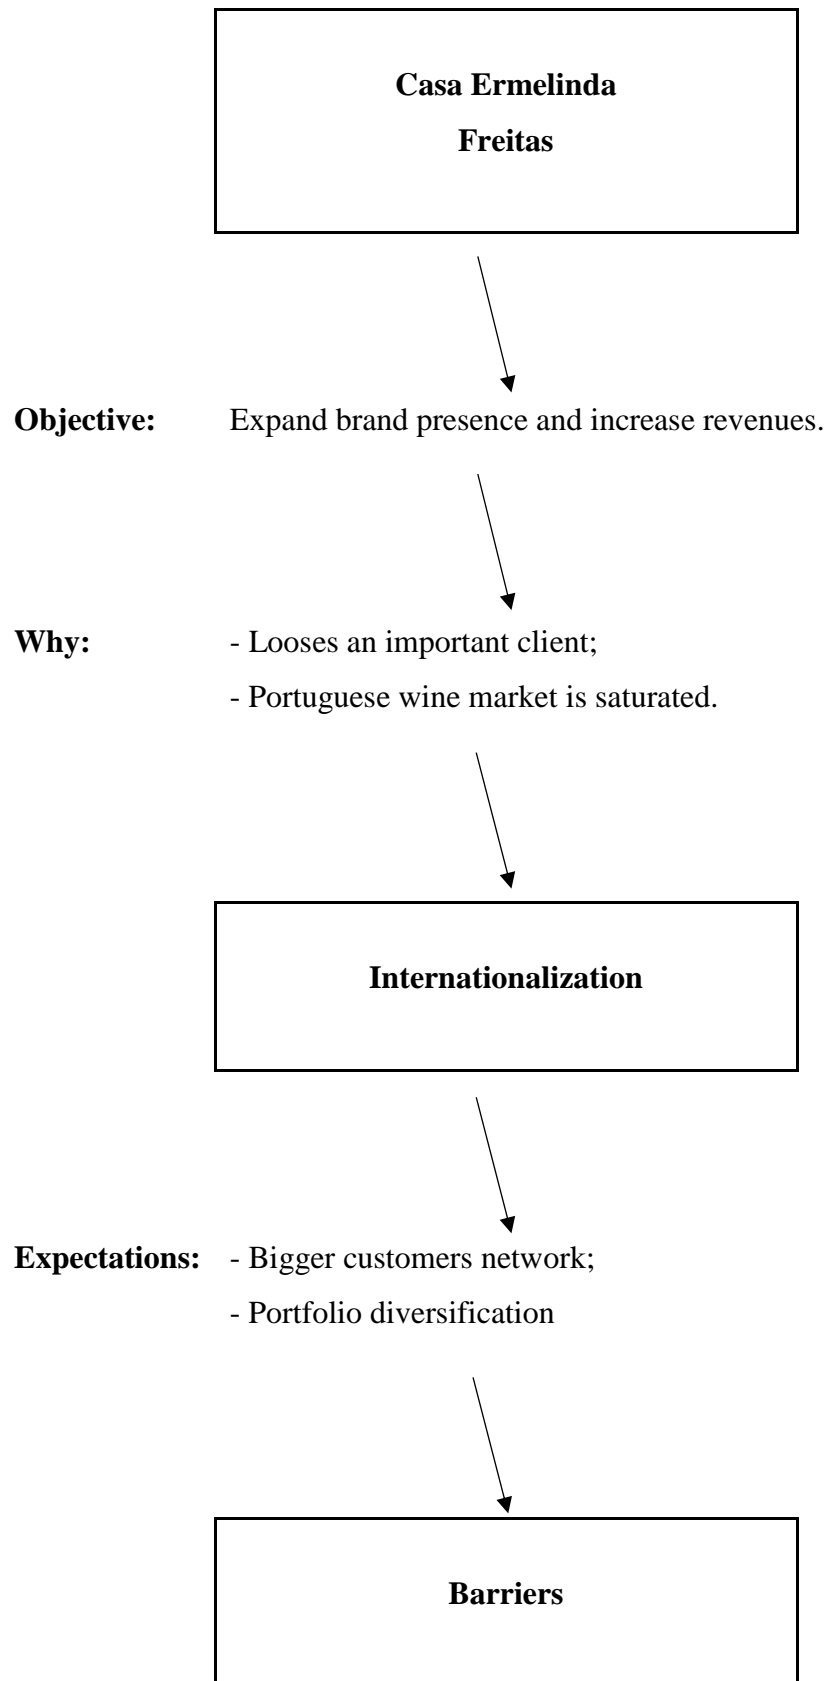 Casa Ermelinda
Freitas
Objective: Expand brand presence and increase revenues.
Why: - Looses an important client;
- Portuguese wine market is saturated.
Internationalization
Expectations: - Bigger customers network;
- Portfolio diversification
Barriers